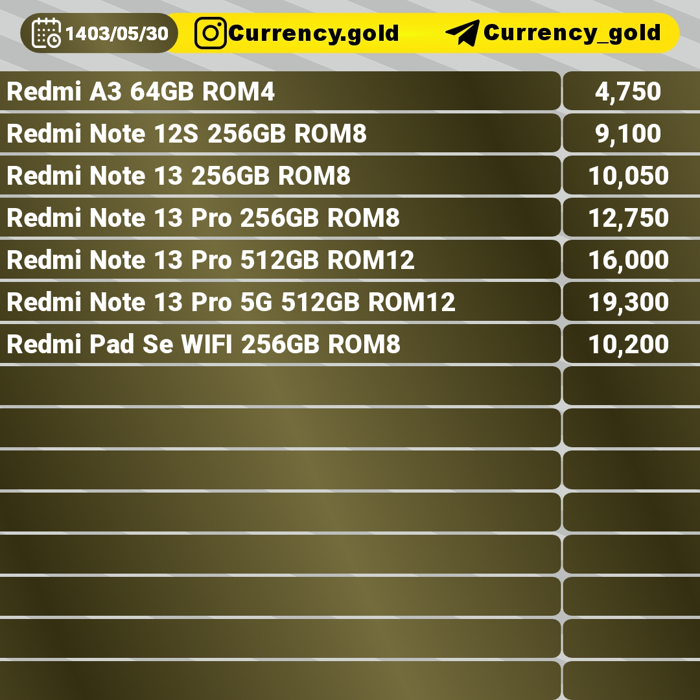 1403/05/30 Currency.gold Currency_gold
Redmi A3 64GB ROM4 4,750
Redmi Note 12S 256GB ROM8 9,100
Redmi Note 13 256GB ROM8 10,050
Redmi Note 13 Pro 256GB ROM8 12,750
Redmi Note 13 Pro 512GB ROM12 16,000
Redmi Note 13 Pro 5G 512GB ROM12 19,300
Redmi Pad Se WIFI 256GB ROM8 10,200